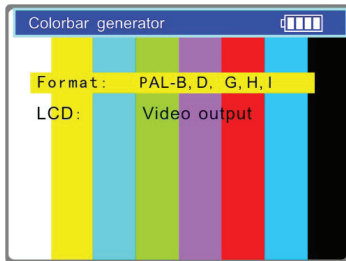 Colorbar generator
Format: PAL-B, D, G, H, I
LCD: Video output